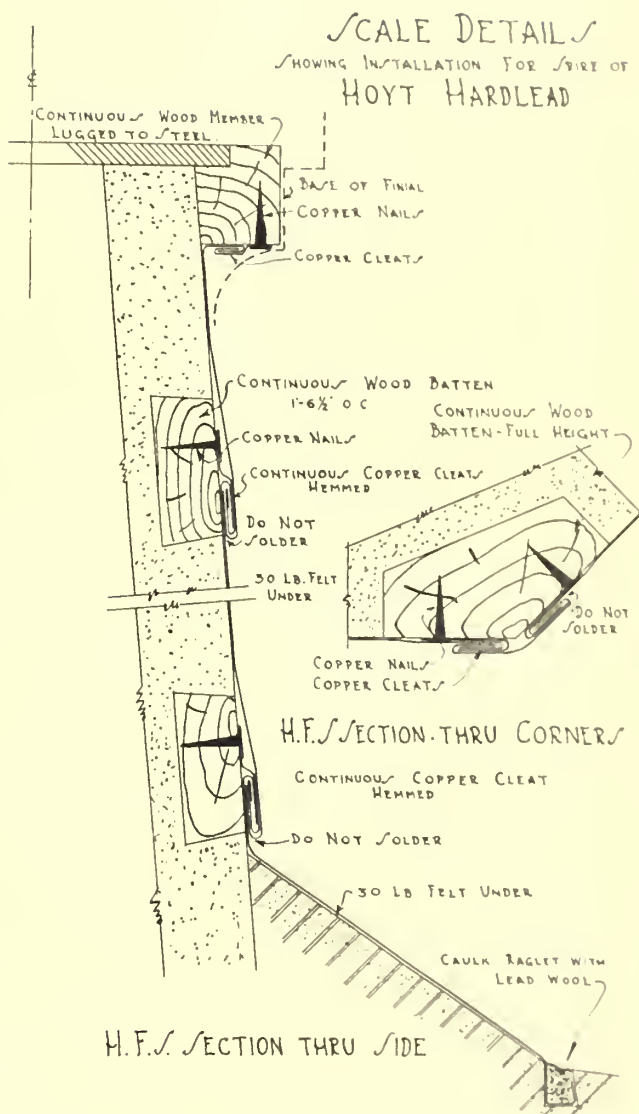 SCALE DETAILS
SHOWING INSTALLATION FOR SPIRE OF
HOYT HARDLEAD
CONTINUOUS WOOD MEMBER
LUGGED TO STEEL.
BASE OF FINIAL
COPPER NAILS
COPPER CLEATS
CONTINUOUS WOOD BATTEN
1'-6½" O C
COPPER NAILS
CONTINUOUS COPPER CLEATS
HEMMED
DO NOT
SOLDER
30 LB. FELT
UNDER
CONTINUOUS WOOD
BATTEN-FULL HEIGHT
DO NOT
SOLDER
COPPER NAILS
COPPER CLEATS
H.F.S SECTION-THRU CORNERS
CONTINUOUS COPPER CLEAT
HEMMED
DO NOT SOLDER
30 LB FELT UNDER
CAULK RAGLET WITH
LEAD WOOL
H.F.S. SECTION THRU SIDE